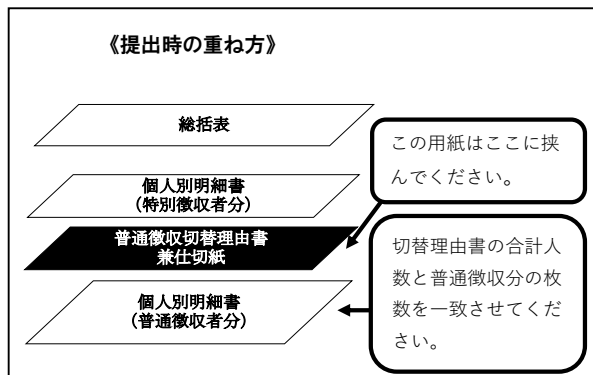 《提出時の重ね方》
総括表
この用紙はここに挟
んでください。
個人別明細書
(特別徴収者分)
普通徴収切替理由書
兼仕切紙
切替理由書の合計人
数と普通徴収分の枚
数を一致させてくだ
さい。
個人別明細書
(普通徴収者分)